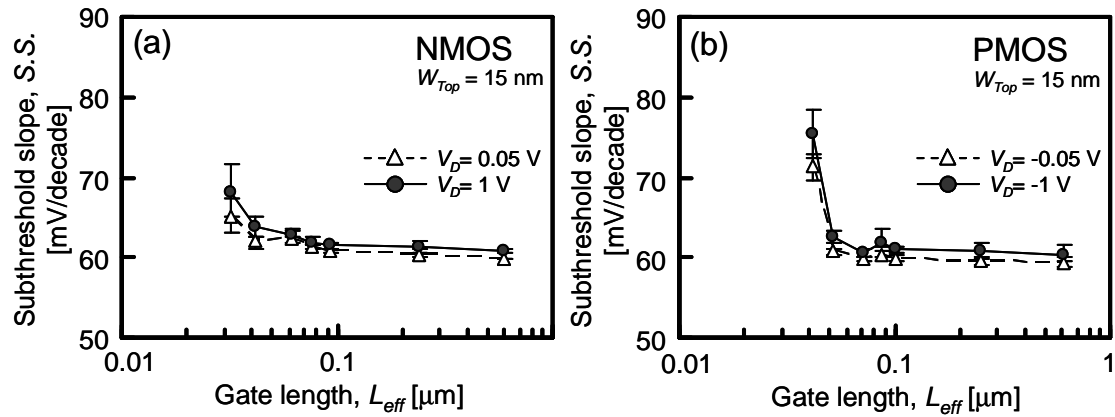 (a)
NMOS
W_Top = 15 nm
V_D= 0.05 V
V_D= 1 V
90
80
70
60
50
0.01
0.1
Subthreshold slope, S.S.
[mV/decade]
Gate length, L_eff [μm]
(b)
PMOS
W_Top = 15 nm
V_D= -0.05 V
V_D= -1 V
90
80
70
60
50
0.01
0.1
1
Subthreshold slope, S.S.
[mV/decade]
Gate length, L_eff [μm]